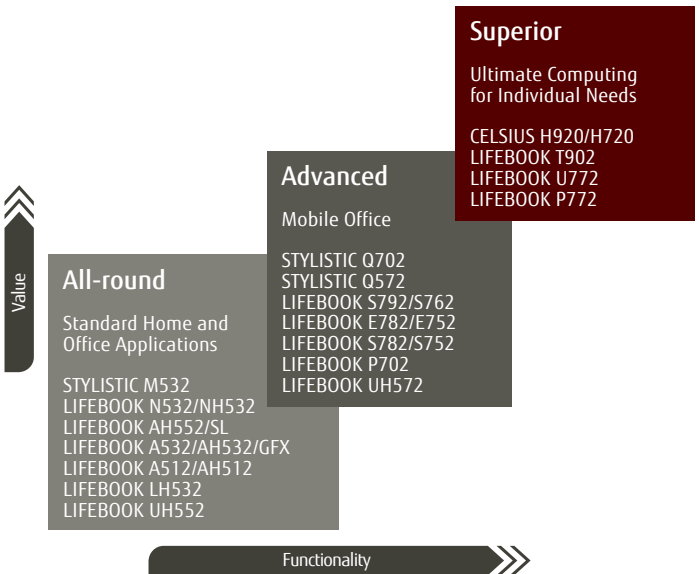 Superior
Ultimate Computing
for Individual Needs
CELSIUS H920/H720
LIFEBOOK T902
LIFEBOOK U772
LIFEBOOK P772
Advanced
Mobile Office
STYLISTIC Q702
STYLISTIC Q572
LIFEBOOK S792/S762
LIFEBOOK E782/E752
LIFEBOOK S782/S752
LIFEBOOK P702
LIFEBOOK UH572
Value
All-round
Standard Home and
Office Applications
STYLISTIC M532
LIFEBOOK N532/NH532
LIFEBOOK AH552/SL
LIFEBOOK A532/AH532/GFX
LIFEBOOK A512/AH512
LIFEBOOK LH532
LIFEBOOK UH552
Functionality